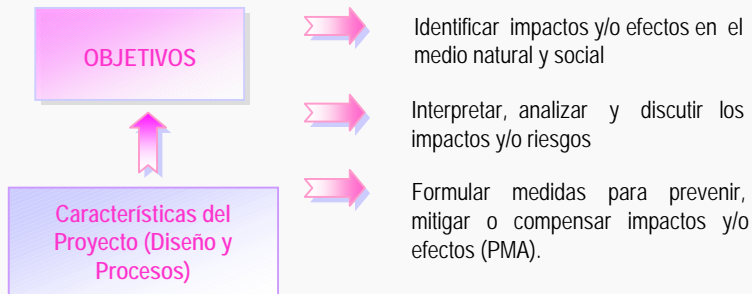 OBJETIVOS
Características del
Proyecto (Diseño y
Procesos)
Identificar impactos y/o efectos en el
medio natural y social
Interpretar, analizar y discutir los
impactos y/o riesgos
Formular medidas para prevenir,
mitigar o compensar impactos y/o
efectos (PMA).